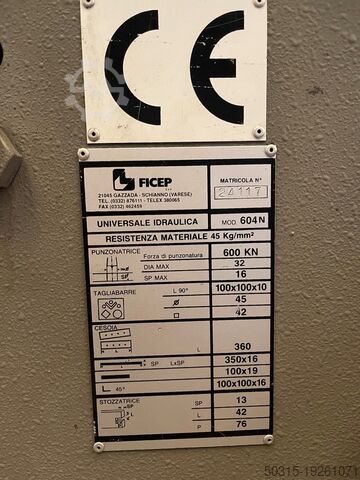 CE
FICEP
21045 GAZZADA - SCHIANNO (VARESE)
TEL. (0332) 876111 - TELEX 380065
FAX (0332) 462459
MATRICOLA N°
24117
UNIVERSALE IDRAULICA MOD. 604 N
RESISTENZA MATERIALE 45 Kg/mm²
PUNZONATRICE Forza di punzonatura 600 KN
DIA MAX 32
SP SP MAX 16
TAGLIABARRE L 90° 100x100x10
45
42
CESOIA
L L 360
SP LxSP 350x16
100x19
L 45° 100x100x16
STOZZATRICE SP 13
L 42
P 76
50315-19261071